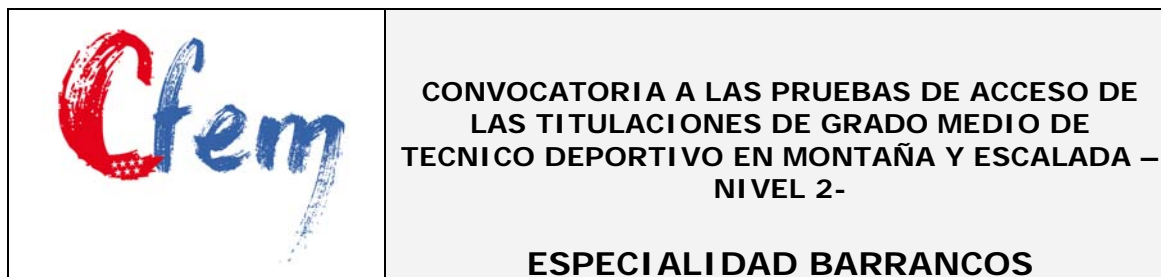 Cfem
CONVOCATORIA A LAS PRUEBAS DE ACCESO DE
LAS TITULACIONES DE GRADO MEDIO DE
TECNICO DEPORTIVO EN MONTAÑA Y ESCALADA –
NIVEL 2-
ESPECIALIDAD BARRANCOS